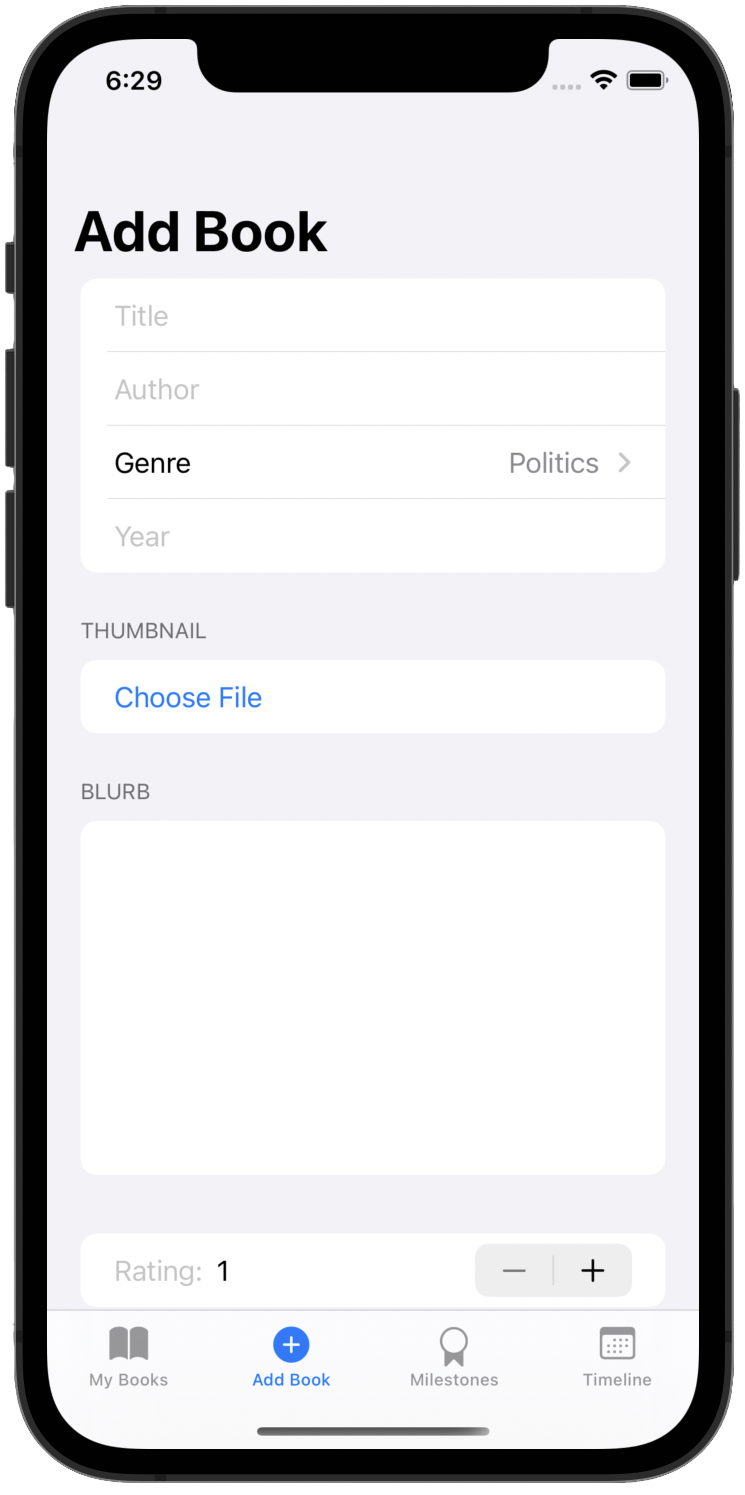 6:29
Add Book
Title
Author
Genre Politics
Year
THUMBNAIL
Choose File
BLURB
Rating: 1
My Books Add Book Milestones Timeline